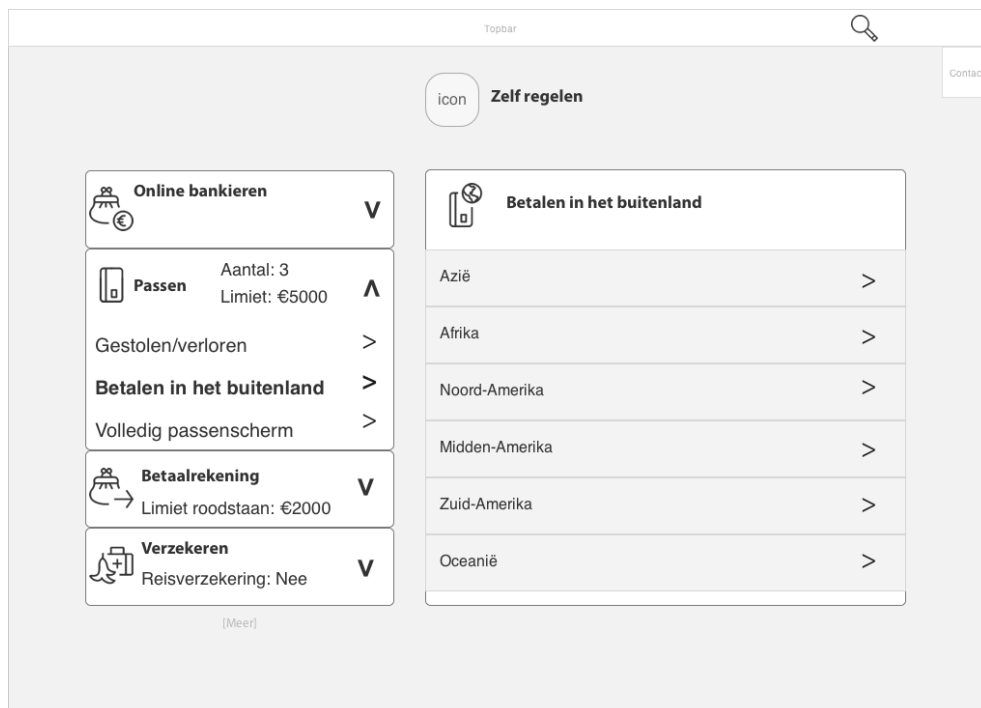 Topbar
Contac
icon
Zelf regelen
Online bankieren
V
€
Passen
Aantal: 3
Limiet: €5000
Λ
Gestolen/verloren >
Betalen in het buitenland >
Volledig passenscherm >
Betaalrekening
Limiet roodstaan: €2000
V
Verzekeren
Reisverzekering: Nee
V
[Meer]
Betalen in het buitenland
Azië >
Afrika >
Noord-Amerika >
Midden-Amerika >
Zuid-Amerika >
Oceanië >